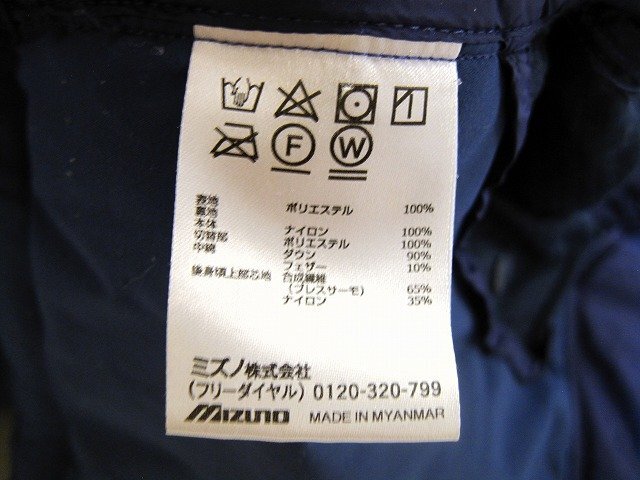 F W
表地 ポリエステル 100%
裏地
本体 ナイロン 100%
切替部 ポリエステル 100%
中綿 ダウン 90%
フェザー 10%
後身頃上部芯地 合成繊維
(ブレスサーモ) 65%
ナイロン 35%
ミズノ株式会社
(フリーダイヤル) 0120-320-799
Mizuno MADE IN MYANMAR